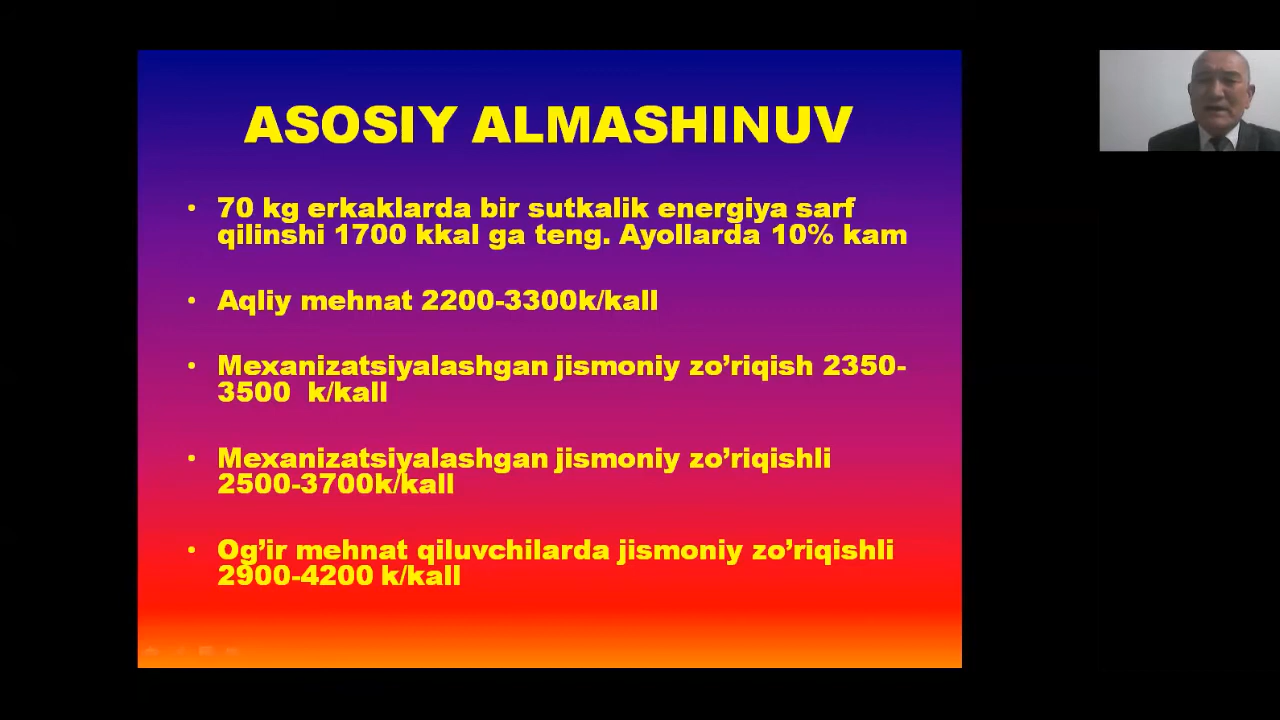 ASOSIY ALMASHINUV
• 70 kg erkaklarda bir sutkalik energiya sarf
qilinshi 1700 kkal ga teng. Ayollarda 10% kam
• Aqliy mehnat 2200-3300k/kall
• Mexanizatsiyalashgan jismoniy zo’riqish 2350-
3500 k/kall
• Mexanizatsiyalashgan jismoniy zo’riqishli
2500-3700k/kall
• Og’ir mehnat qiluvchilarda jismoniy zo’riqishli
2900-4200 k/kall